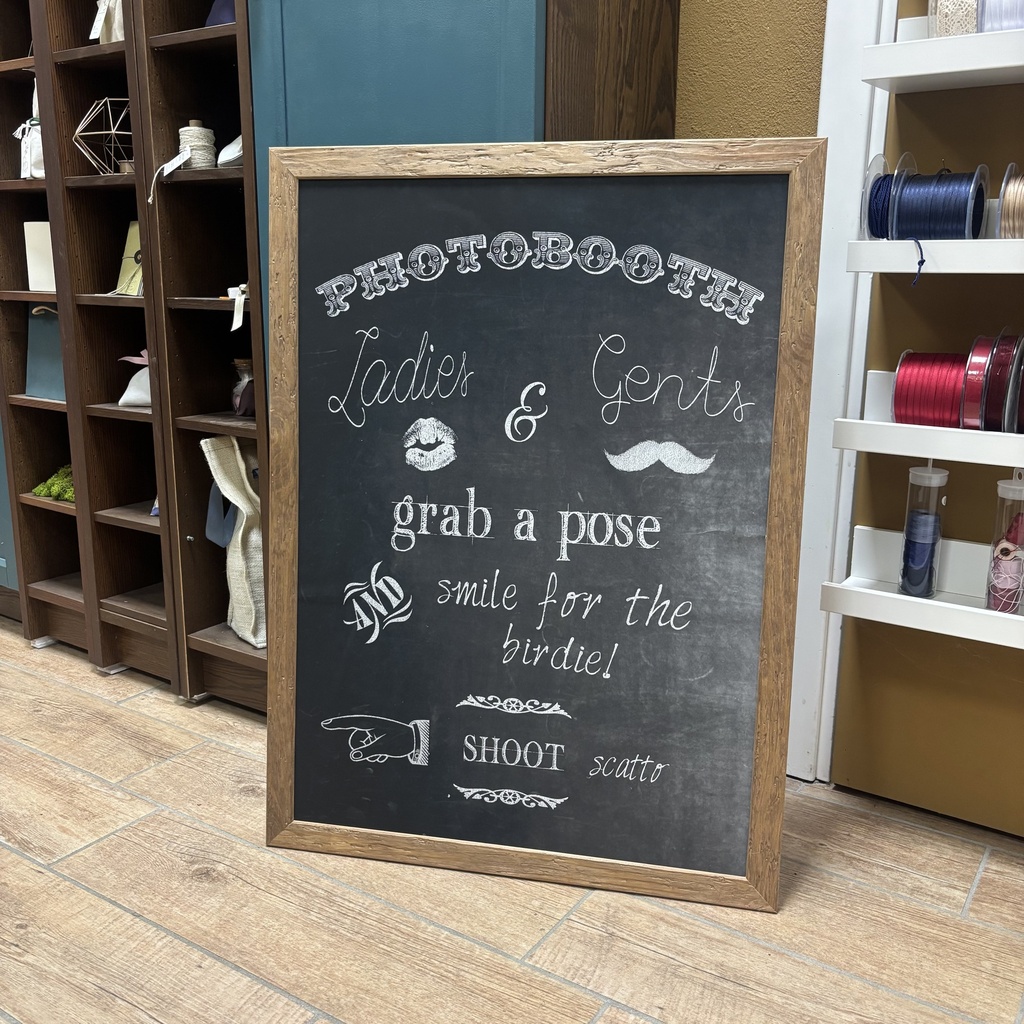 PHOTOBOOTH
Ladies & Gents
grab a pose
AND smile for the
birdie!
SHOOT scatto